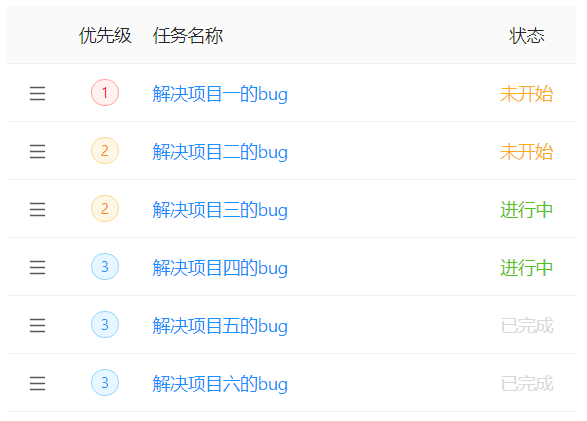 优先级 任务名称 状态
1 解决项目一的bug 未开始
2 解决项目二的bug 未开始
2 解决项目三的bug 进行中
3 解决项目四的bug 进行中
3 解决项目五的bug 已完成
3 解决项目六的bug 已完成